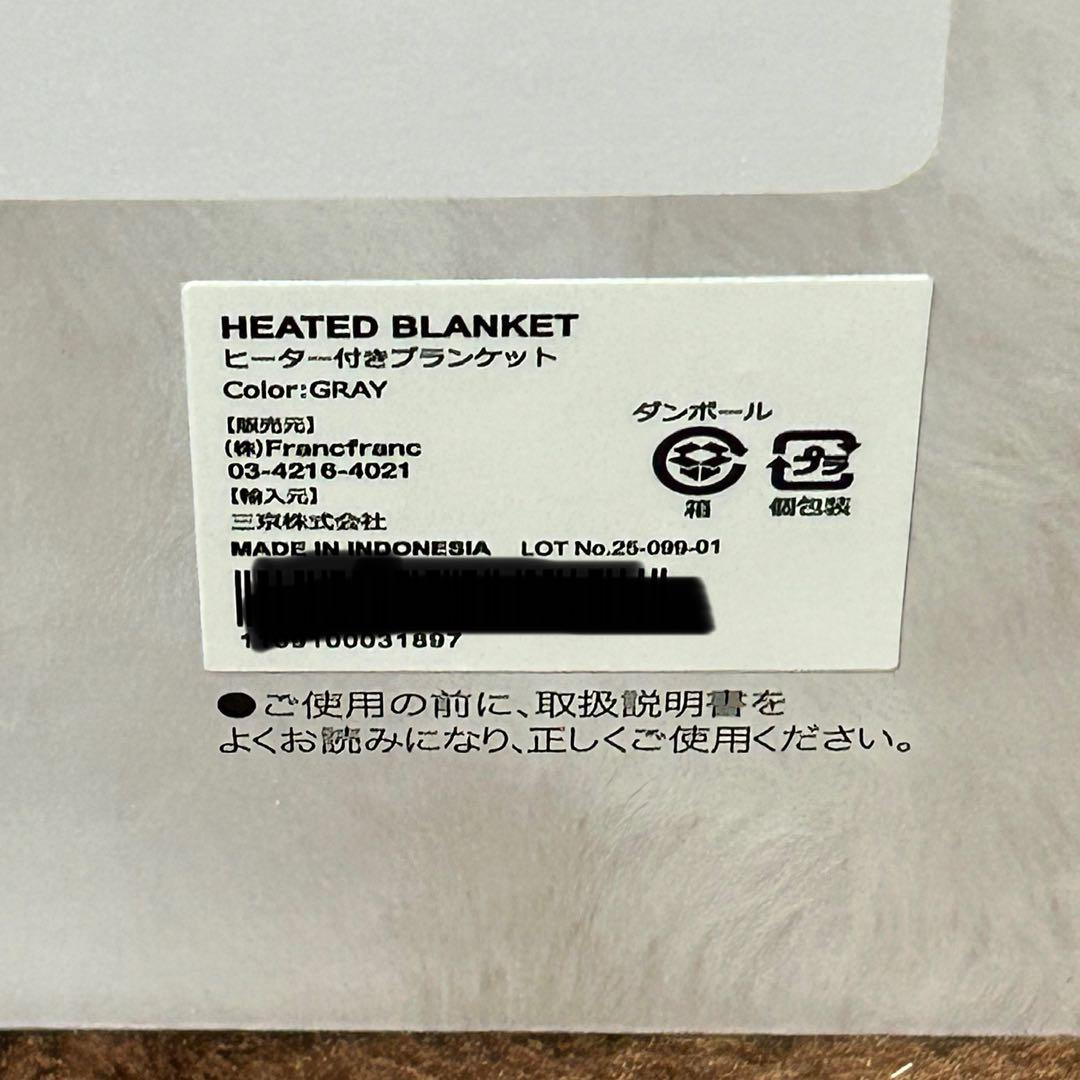 HEATED BLANKET
ヒーター付きブランケット
Color:GRAY
【販売元】
(株)Francfranc
03-4216-4021
【輸入元】
三京株式会社
MADE IN INDONESIA LOT No.25-099-01
ダンボール
プラ
箱
個包装
●ご使用の前に、取扱説明書を
よくお読みになり、正しくご使用ください。